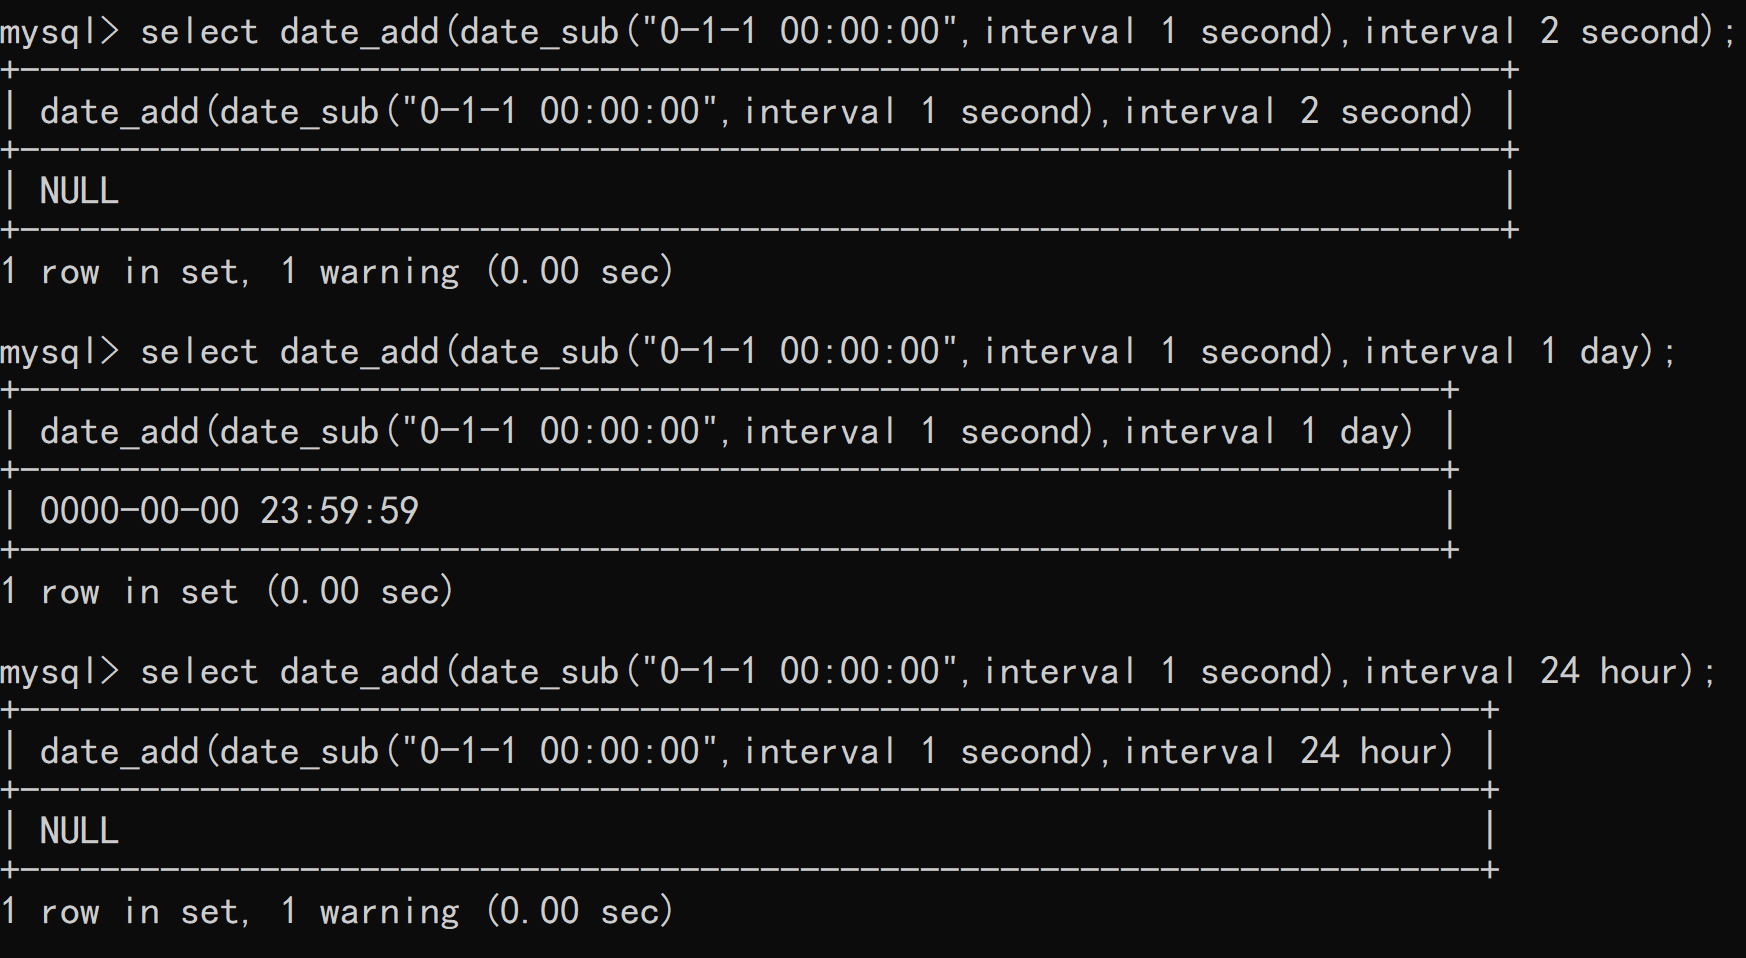 mysql> select date_add(date_sub("0-1-1 00:00:00",interval 1 second),interval 2 second);
+--------------------------------------------------------------------------+
| date_add(date_sub("0-1-1 00:00:00",interval 1 second),interval 2 second) |
+--------------------------------------------------------------------------+
| NULL                                                                     |
+--------------------------------------------------------------------------+
1 row in set, 1 warning (0.00 sec)

mysql> select date_add(date_sub("0-1-1 00:00:00",interval 1 second),interval 1 day);
+-----------------------------------------------------------------------+
| date_add(date_sub("0-1-1 00:00:00",interval 1 second),interval 1 day) |
+-----------------------------------------------------------------------+
| 0000-00-00 23:59:59                                                   |
+-----------------------------------------------------------------------+
1 row in set (0.00 sec)

mysql> select date_add(date_sub("0-1-1 00:00:00",interval 1 second),interval 24 hour);
+-------------------------------------------------------------------------+
| date_add(date_sub("0-1-1 00:00:00",interval 1 second),interval 24 hour) |
+-------------------------------------------------------------------------+
| NULL                                                                    |
+-------------------------------------------------------------------------+
1 row in set, 1 warning (0.00 sec)